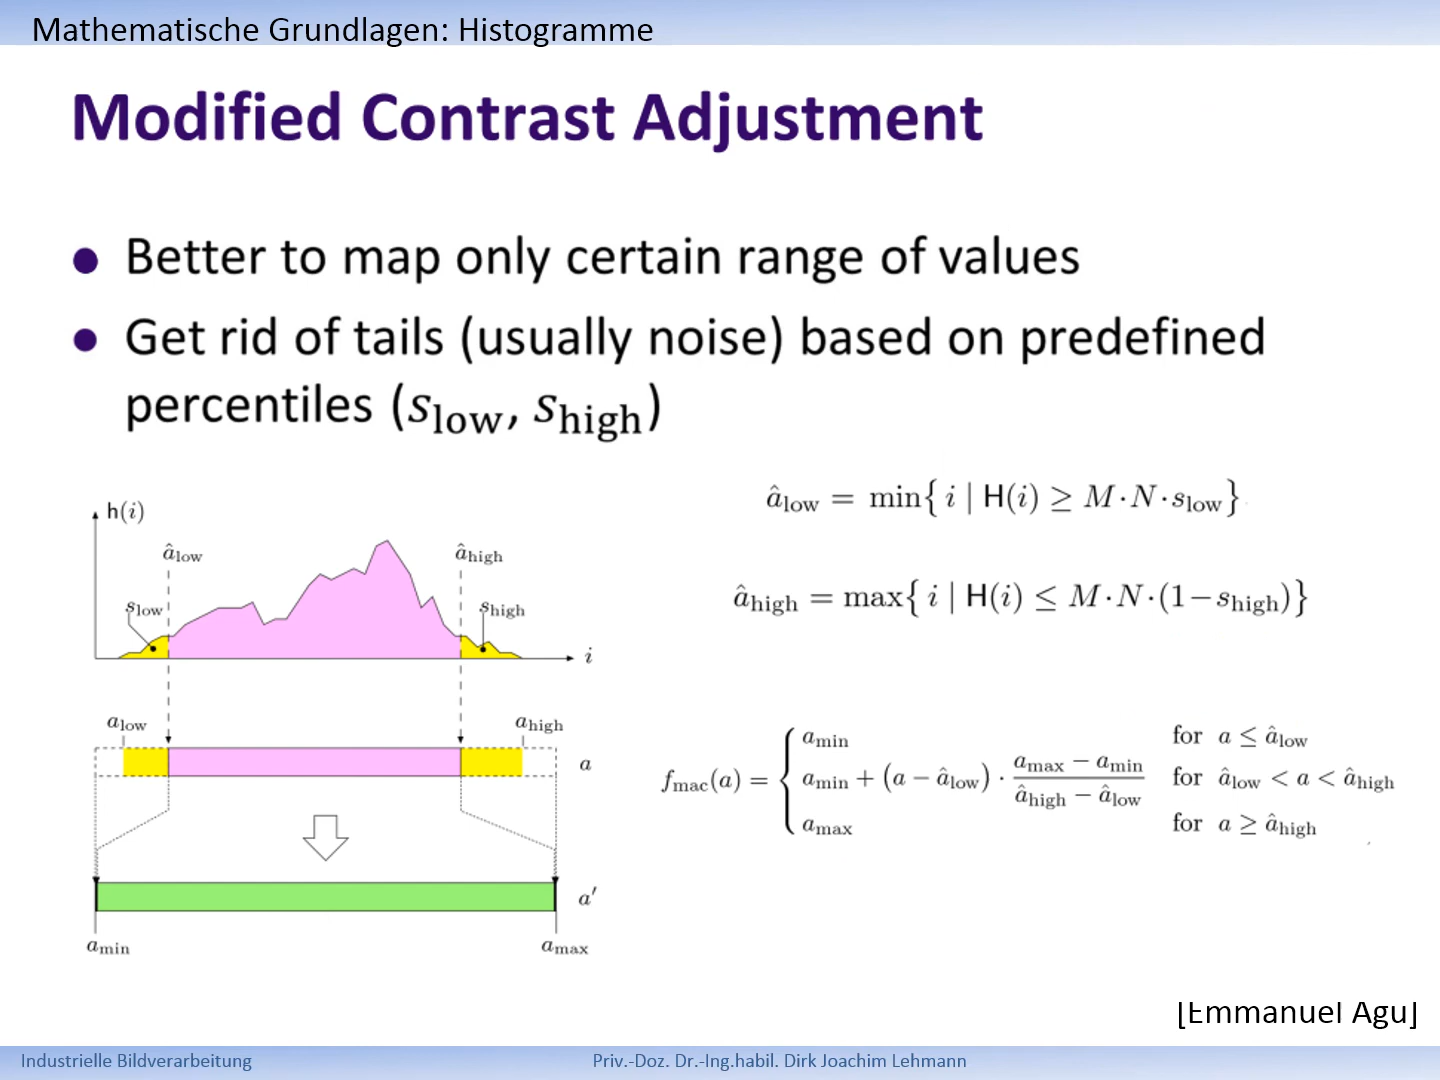 Mathematische Grundlagen: Histogramme
Modified Contrast Adjustment
● Better to map only certain range of values
● Get rid of tails (usually noise) based on predefined
percentiles (s_low, s_high)
h(i)
â_low
â_high
s_low
s_high
i
a_low
a_high
a
a′
a_min
a_max
â_low = min{ i | H(i) ≥ M·N·s_low}
â_high = max{ i | H(i) ≤ M·N·(1−s_high)}
f_mac(a) = { a_min for a ≤ â_low
a_min + (a − â_low) · (a_max − a_min)/(â_high − â_low) for â_low < a < â_high
a_max for a ≥ â_high
[Emmanuel Agu]
Industrielle Bildverarbeitung
Priv.-Doz. Dr.-Ing.habil. Dirk Joachim Lehmann